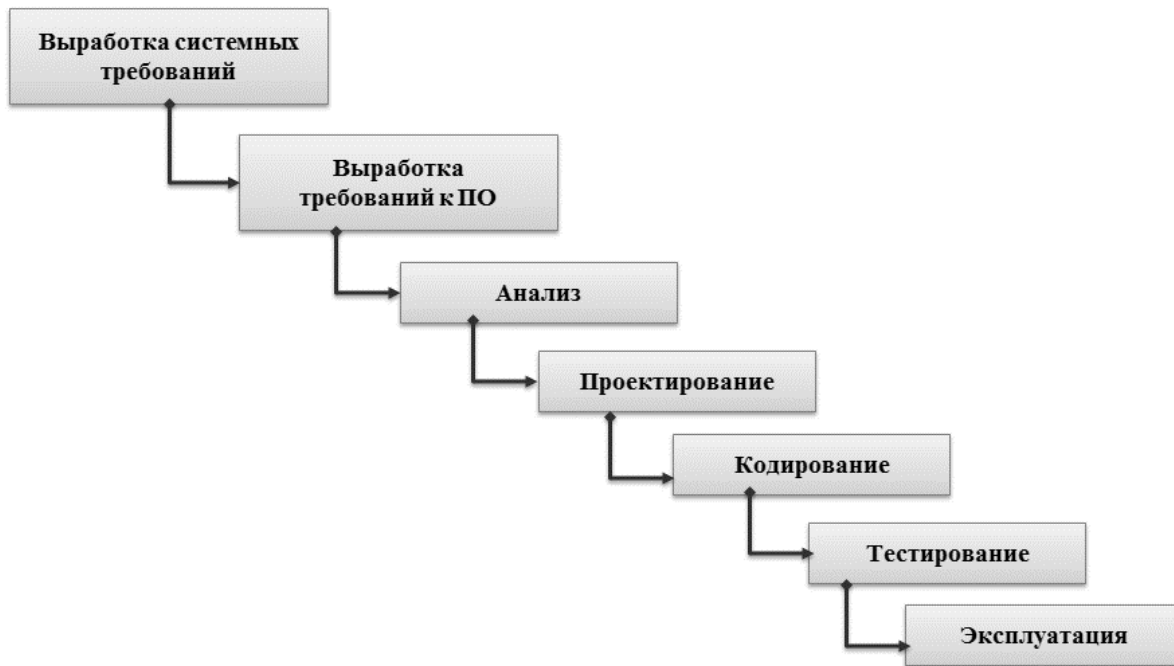 Выработка системных
требований
Выработка
требований к ПО
Анализ
Проектирование
Кодирование
Тестирование
Эксплуатация